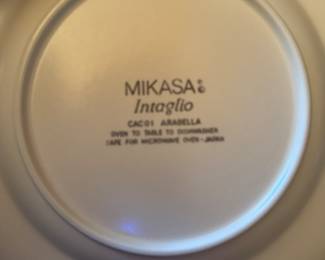 MIKASA®
Intaglio
CAC01 ARABELLA
OVEN TO TABLE TO DISHWASHER
SAFE FOR MICROWAVE OVEN-JAPAN